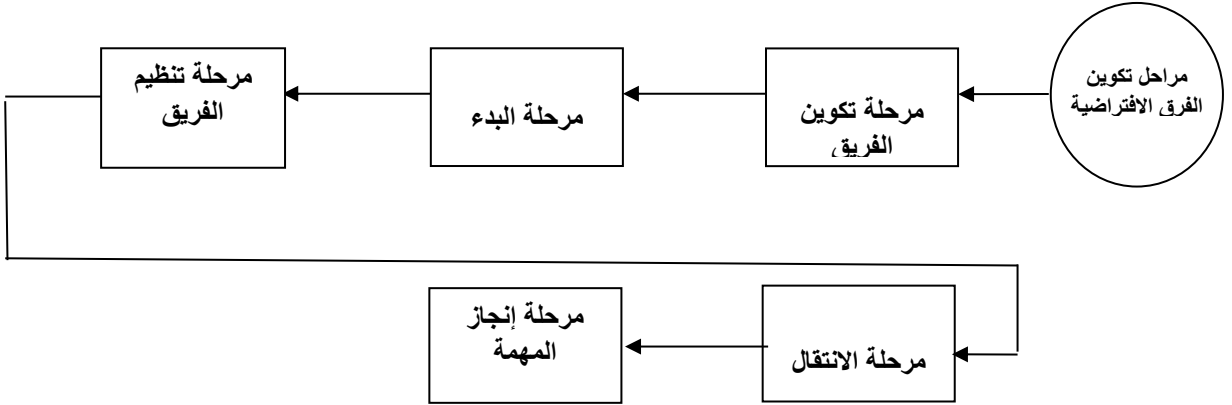 مراحل تكوين
الفرق الافتراضية
مرحلة تكوين
الفريق
مرحلة البدء
مرحلة تنظيم
الفريق
مرحلة الانتقال
مرحلة إنجاز
المهمة